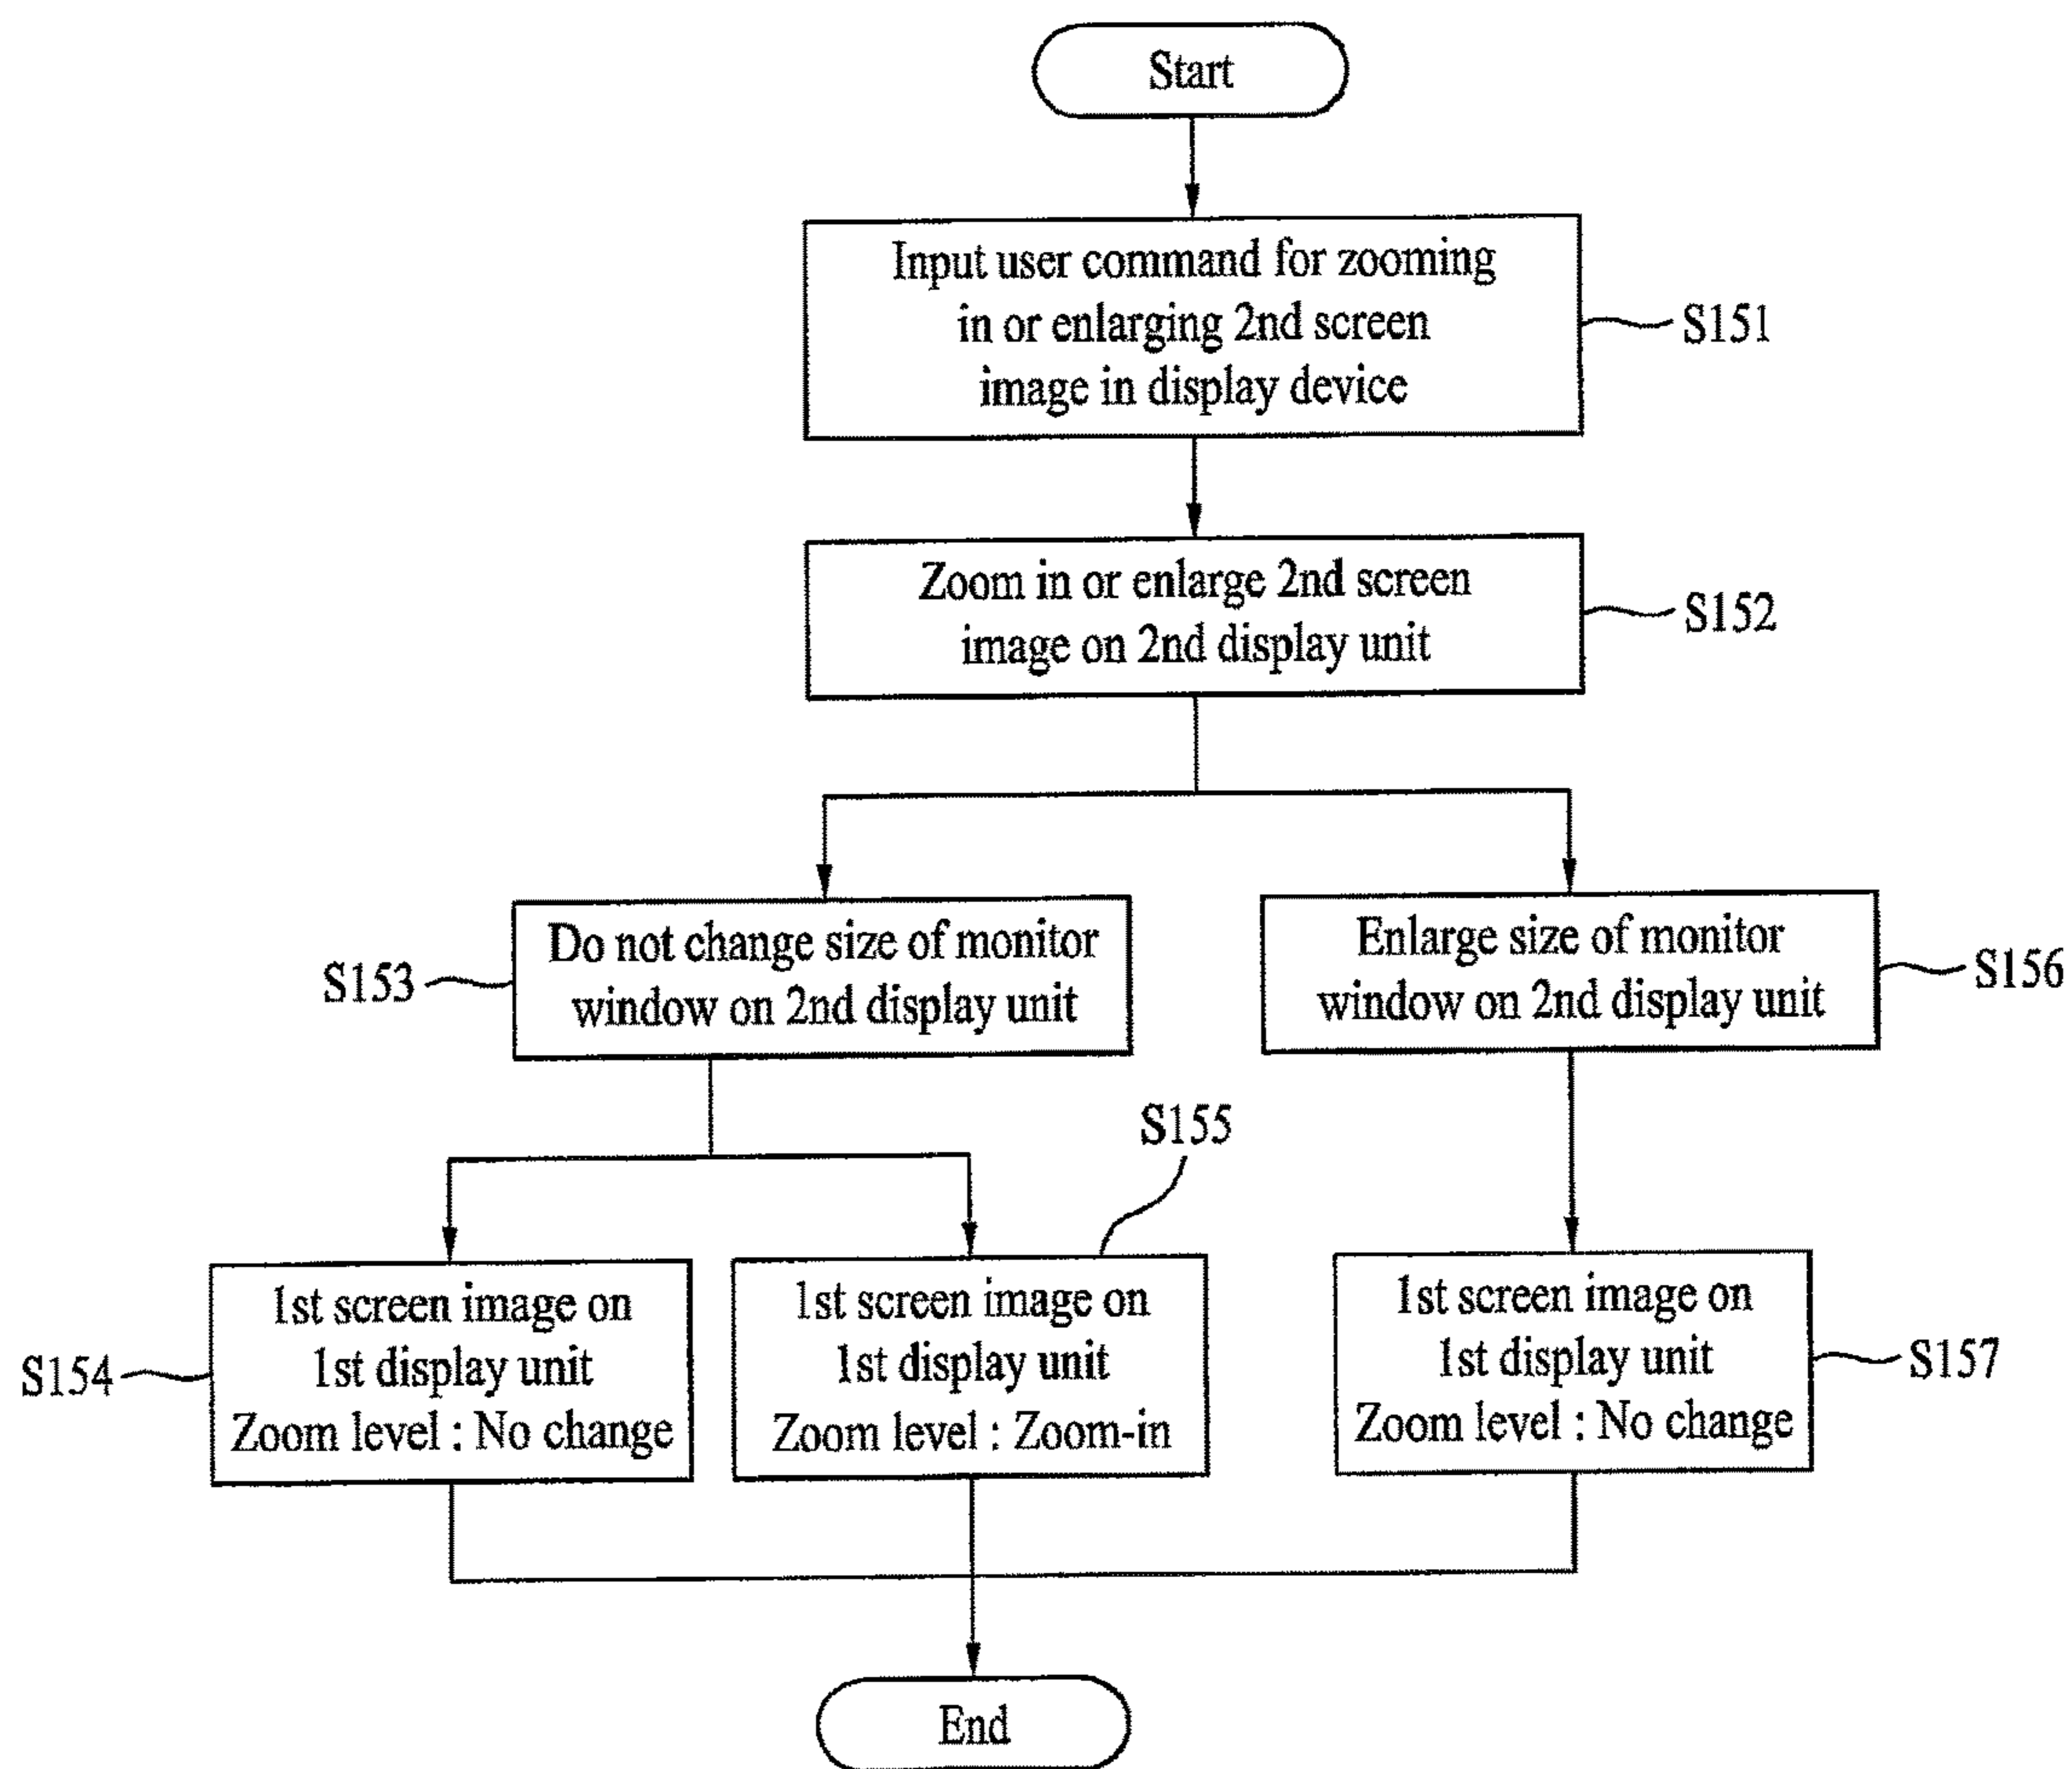 Start
Input user command for zooming
in or enlarging 2nd screen
image in display device
S151
Zoom in or enlarge 2nd screen
image on 2nd display unit
S152
Do not change size of monitor
window on 2nd display unit
S153
Enlarge size of monitor
window on 2nd display unit
S156
S155
1st screen image on
1st display unit
Zoom level : No change
S154
1st screen image on
1st display unit
Zoom level : Zoom-in
1st screen image on
1st display unit
Zoom level : No change
S157
End